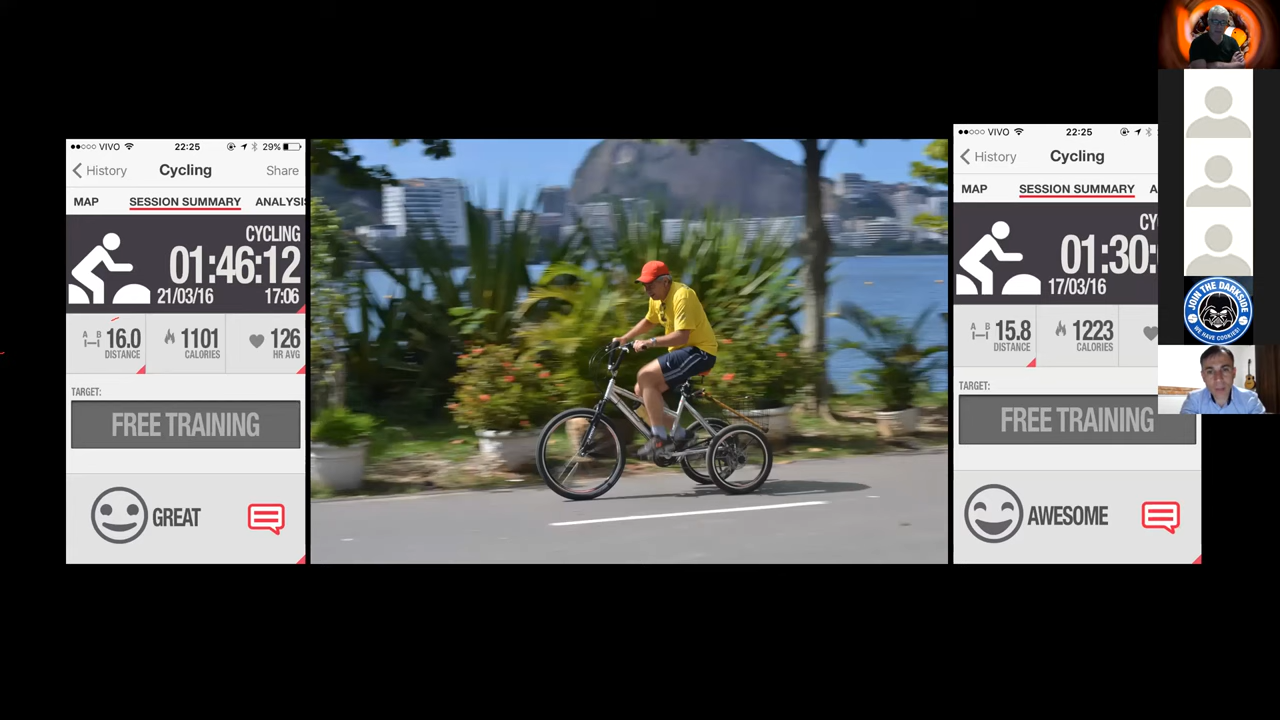 VIVO 22:25 29%
History Cycling Share
MAP SESSION SUMMARY ANALYSIS
CYCLING
01:46:12
21/03/16 17:06
A B 16.0 DISTANCE
1101 CALORIES
126 HR AVG
TARGET:
FREE TRAINING
GREAT
VIVO 22:25
History Cycling
MAP SESSION SUMMARY A
CY
01:30:
17/03/16
A B 15.8 DISTANCE
1223 CALORIES
TARGET:
FREE TRAINING
AWESOME
JOIN THE DARKSIDE
WE HAVE COOKIES!